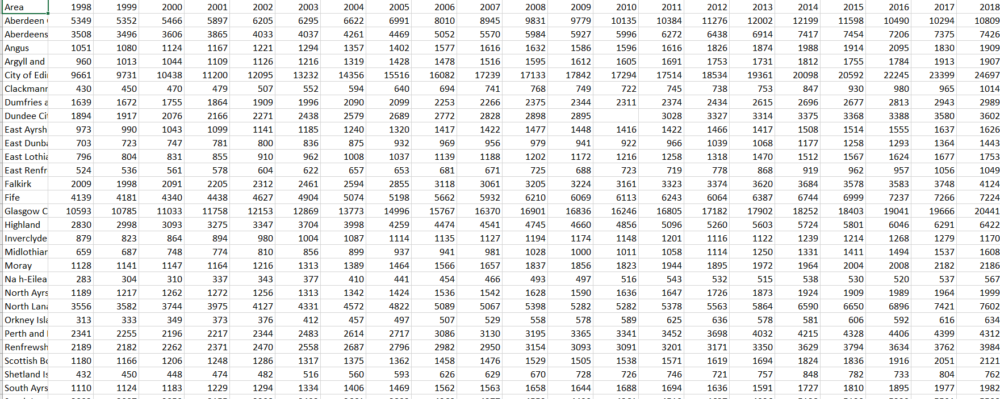 Area 1998 1999 2000 2001 2002 2003 2004 2005 2006 2007 2008 2009 2010 2011 2012 2013 2014 2015 2016 2017 2018
Aberdeen 5349 5352 5466 5897 6205 6295 6622 6991 8010 8945 9831 9779 10135 10384 11276 12002 12199 11598 10490 10294 10809
Aberdeens 3508 3496 3606 3865 4033 4037 4261 4469 5052 5570 5984 5927 5996 6272 6438 6914 7417 7454 7206 7375 7426
Angus 1051 1080 1124 1167 1221 1294 1357 1402 1577 1616 1632 1586 1596 1616 1826 1874 1988 1914 2095 1830 1909
Argyll and 960 1013 1044 1109 1126 1216 1319 1428 1478 1516 1595 1612 1605 1691 1753 1731 1812 1755 1784 1913 1907
City of Edi 9661 9731 10438 11200 12095 13232 14356 15516 16082 17239 17133 17842 17294 17514 18534 19361 20098 20592 22245 23399 24697
Clackmann 430 450 470 479 507 552 594 640 694 741 768 749 722 745 738 753 847 930 980 965 1014
Dumfries a 1639 1672 1755 1864 1909 1996 2090 2099 2253 2266 2375 2344 2311 2374 2434 2615 2696 2677 2813 2943 2989
Dundee Ci 1894 1917 2076 2166 2271 2438 2579 2689 2772 2828 2898 2895 3028 3327 3314 3375 3368 3388 3580 3602
East Ayrsh 973 990 1043 1099 1141 1185 1240 1320 1417 1422 1477 1448 1416 1422 1466 1417 1508 1514 1555 1637 1626
East Dunba 703 723 747 781 800 836 875 932 969 956 979 941 922 966 1039 1068 1177 1258 1293 1364 1443
East Lothia 796 804 831 855 910 962 1008 1037 1139 1188 1202 1172 1216 1258 1318 1470 1512 1567 1624 1677 1753
East Renfr 524 536 561 578 604 622 657 653 681 671 725 688 723 719 778 868 919 962 957 1056 1049
Falkirk 2009 1998 2091 2205 2312 2461 2594 2855 3118 3061 3205 3224 3161 3323 3374 3620 3684 3578 3583 3748 4124
Fife 4139 4181 4340 4438 4627 4904 5074 5198 5662 5932 6210 6069 6113 6243 6064 6387 6744 6999 7237 7266 7224
Glasgow C 10593 10785 11033 11758 12153 12869 13773 14996 15767 16370 16901 16836 16246 16805 17182 17902 18252 18403 19041 19666 20441
Highland 2830 2998 3093 3275 3347 3704 3998 4259 4474 4541 4745 4660 4856 5096 5260 5603 5724 5801 6046 6291 6422
Inverclyde 879 823 864 894 980 1004 1087 1114 1135 1127 1194 1174 1148 1201 1116 1122 1239 1214 1268 1279 1170
Midlothian 659 687 748 774 810 856 899 937 941 981 1028 1000 1011 1058 1114 1250 1331 1411 1494 1537 1608
Moray 1128 1141 1147 1164 1216 1313 1389 1464 1566 1657 1837 1856 1823 1944 1895 1972 1964 2004 2008 2182 2186
Na h-Eilea 283 304 310 337 343 377 410 441 454 466 493 497 516 543 532 515 538 530 520 537 567
North Ayrs 1189 1217 1262 1272 1256 1313 1342 1424 1536 1542 1628 1590 1636 1647 1726 1873 1924 1909 1989 1964 1999
North Lana 3556 3582 3744 3975 4127 4331 4572 4822 5089 5067 5398 5282 5282 5378 5563 5864 6590 6650 6896 7421 7602
Orkney Isla 313 333 349 373 376 412 457 497 507 529 558 578 589 625 636 578 581 606 592 616 634
Perth and 2341 2255 2196 2217 2344 2483 2614 2717 3086 3130 3195 3365 3341 3452 3698 4032 4215 4328 4406 4399 4312
Renfrewsh 2189 2182 2262 2371 2470 2558 2687 2796 2982 2950 3154 3093 3091 3201 3171 3350 3629 3794 3634 3762 3984
Scottish Bo 1180 1166 1206 1248 1286 1317 1375 1362 1458 1476 1529 1505 1538 1571 1619 1694 1824 1836 1916 2051 2121
Shetland Is 432 450 448 474 482 516 560 593 626 629 670 728 726 746 721 757 848 782 733 804 762
South Ayrs 1110 1124 1183 1229 1294 1334 1406 1469 1562 1563 1658 1644 1688 1694 1636 1591 1727 1810 1895 1977 1982